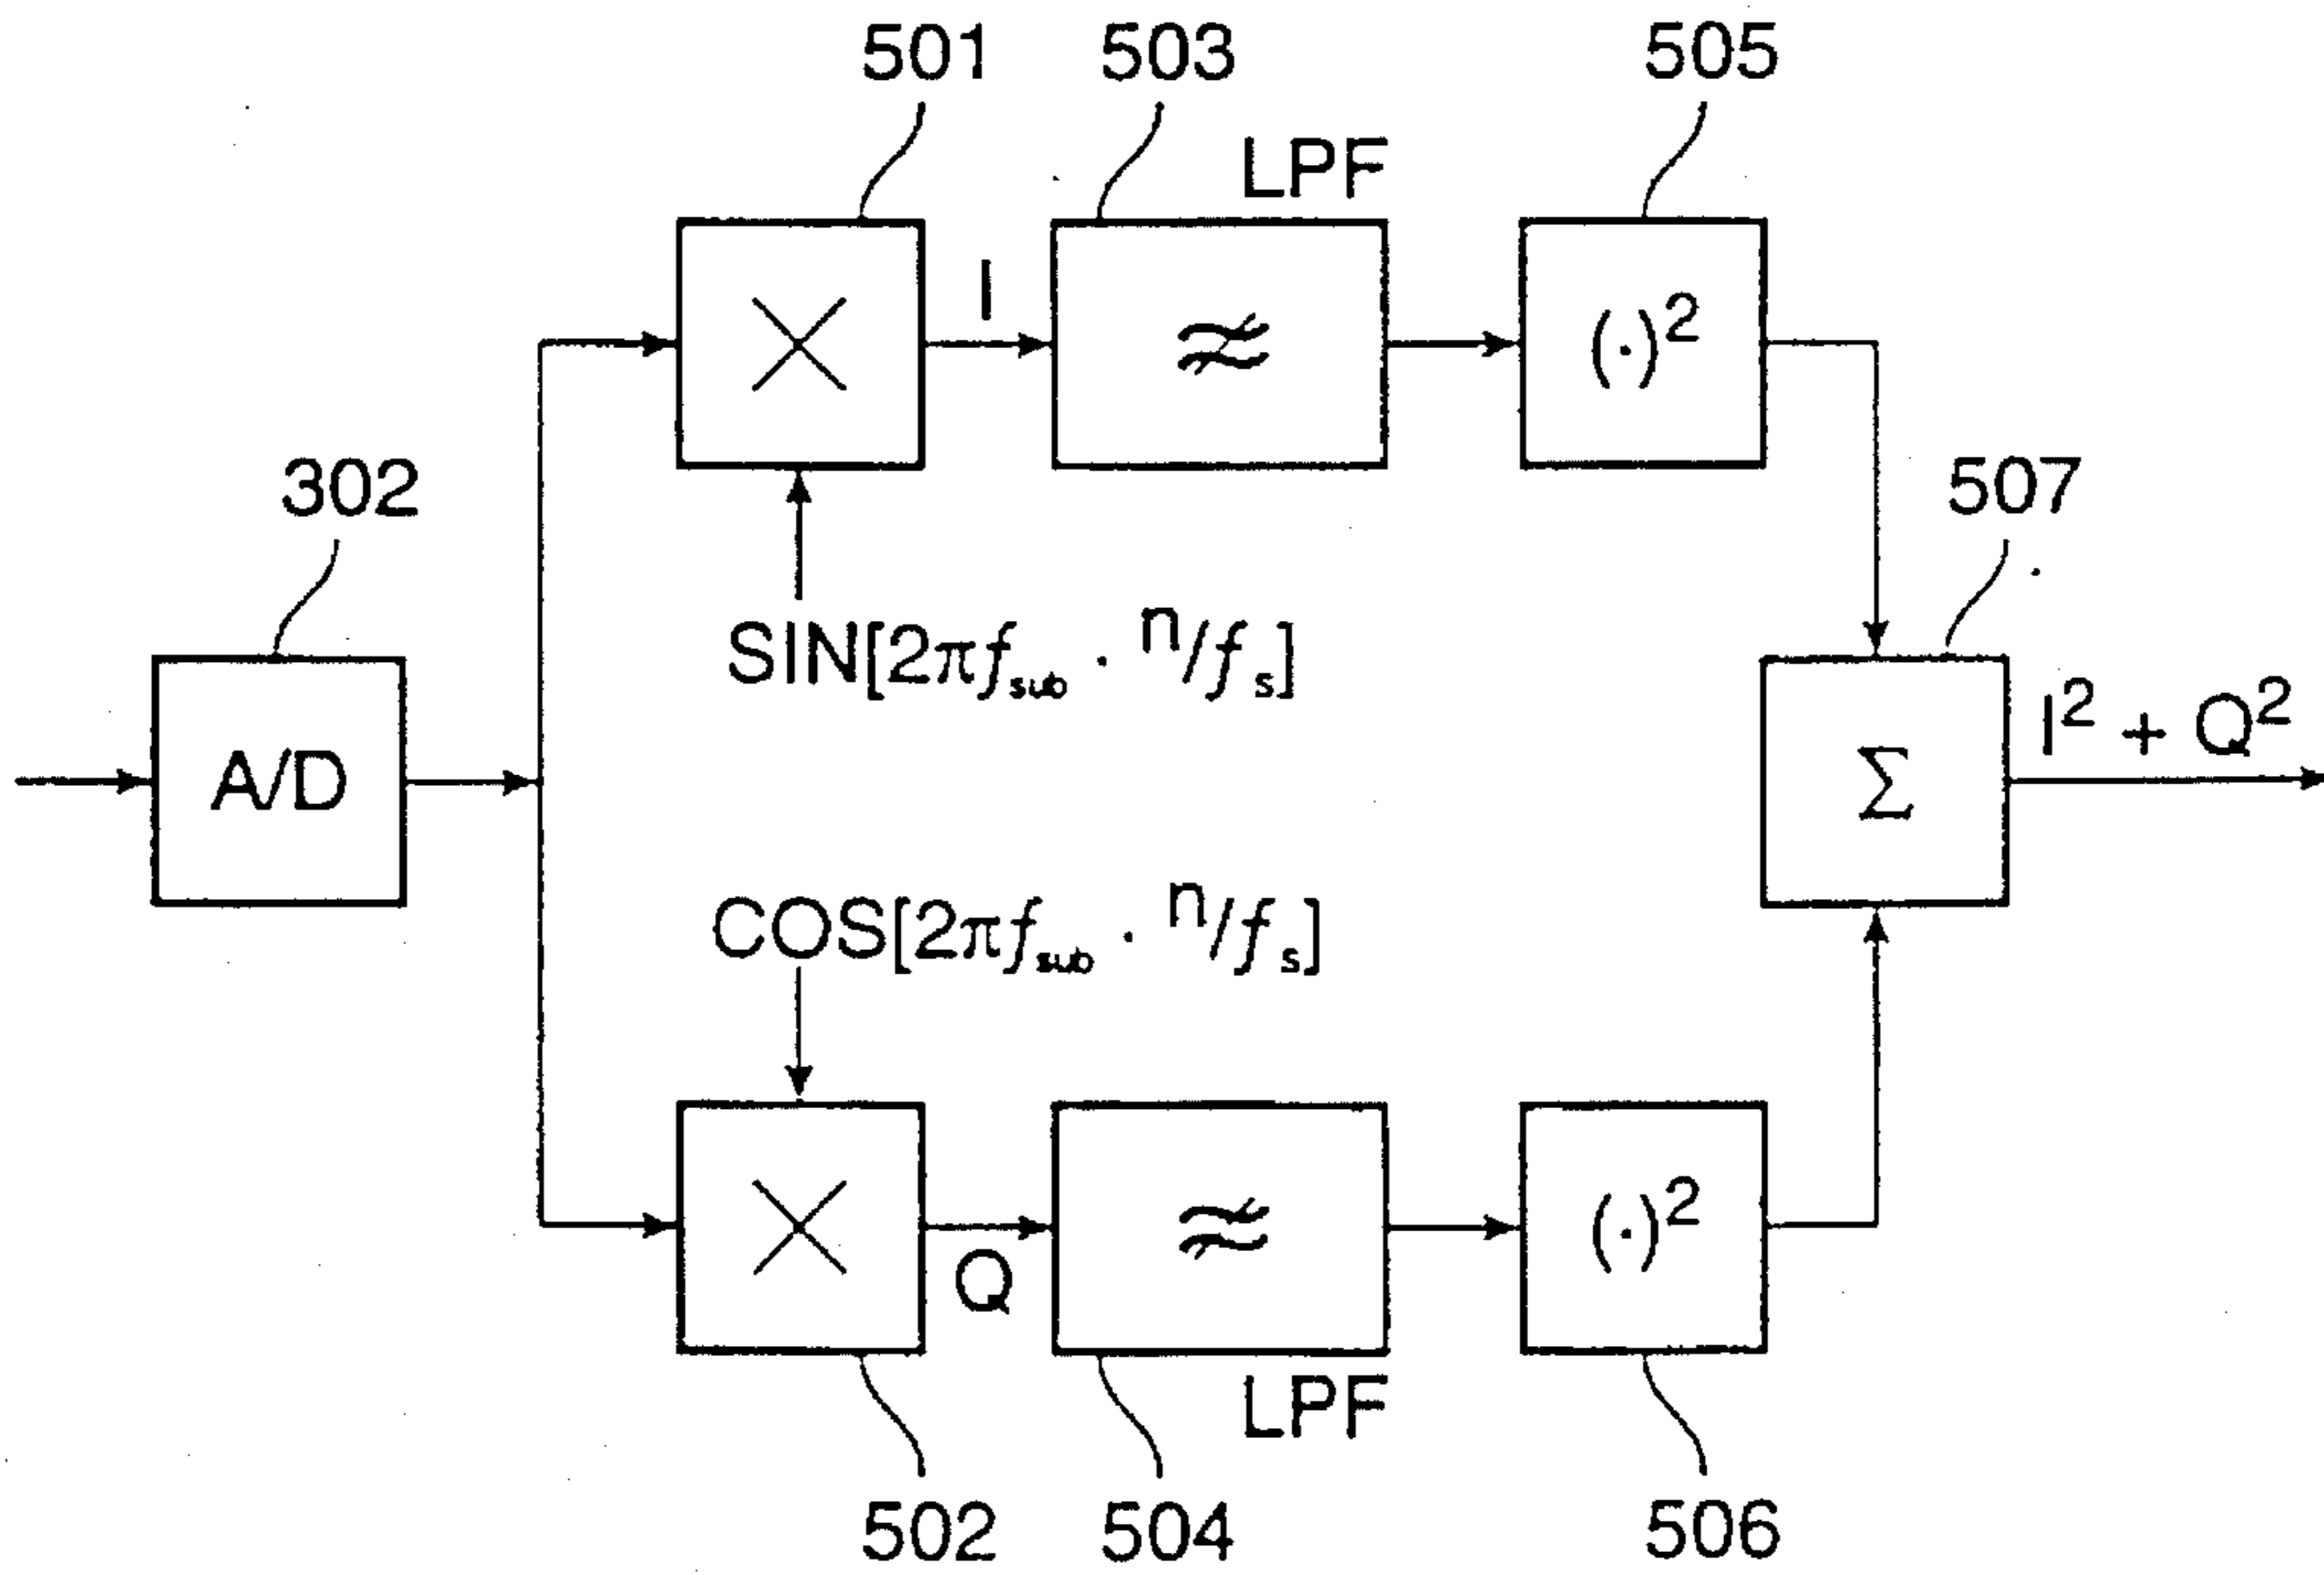 501
503
505
LPF
I
(·)²
302
507
SIN[2πf_sub · n/f_s]
A/D
Σ
I² + Q²
COS[2πf_sub · n/f_s]
(·)²
Q
LPF
502
504
506